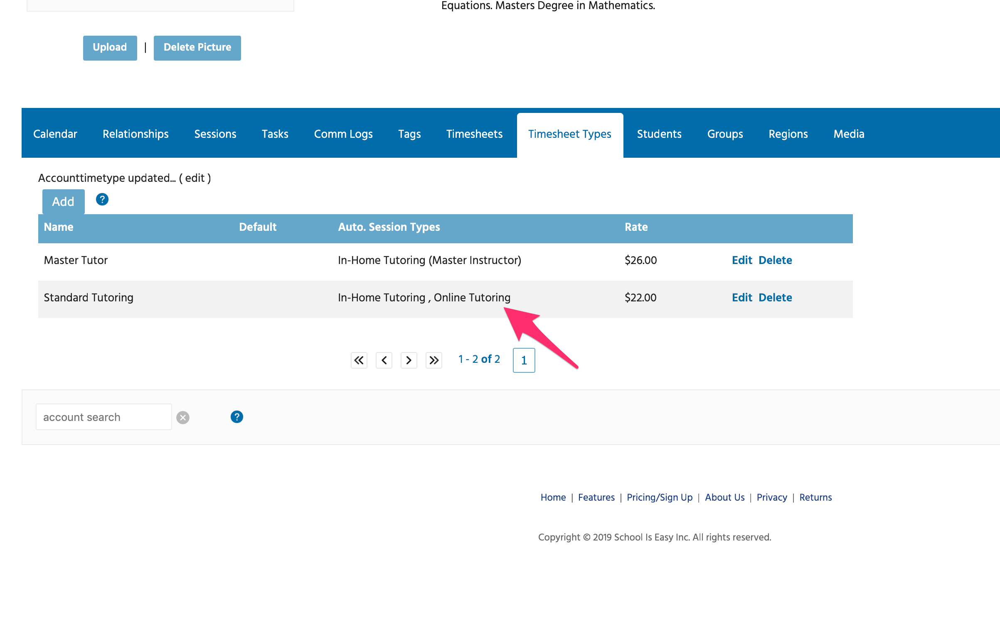 Equations. Masters Degree in Mathematics.
Upload | Delete Picture
Calendar Relationships Sessions Tasks Comm Logs Tags Timesheets Timesheet Types Students Groups Regions Media
Accounttimetype updated... ( edit )
Add ?
Name Default Auto. Session Types Rate
Master Tutor In-Home Tutoring (Master Instructor) $26.00 Edit Delete
Standard Tutoring In-Home Tutoring , Online Tutoring $22.00 Edit Delete
1 - 2 of 2 1
account search ?
Home | Features | Pricing/Sign Up | About Us | Privacy | Returns
Copyright © 2019 School Is Easy Inc. All rights reserved.